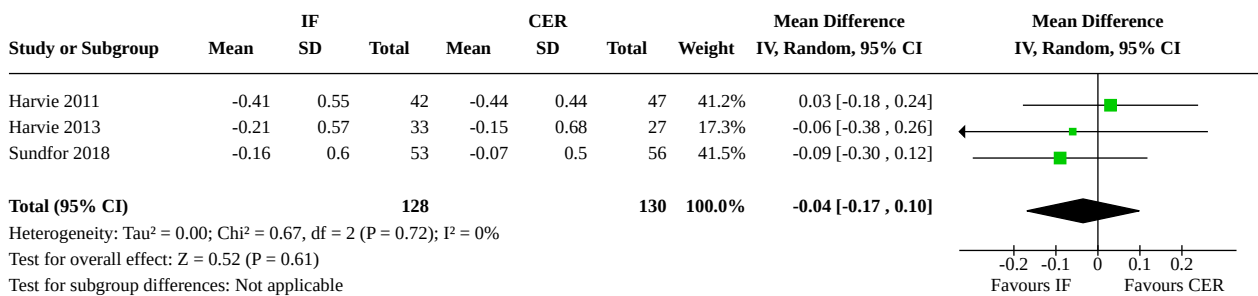 IF CER Mean Difference Mean Difference
Study or Subgroup Mean SD Total Mean SD Total Weight IV, Random, 95% CI IV, Random, 95% CI
Harvie 2011 -0.41 0.55 42 -0.44 0.44 47 41.2% 0.03 [-0.18 , 0.24]
Harvie 2013 -0.21 0.57 33 -0.15 0.68 27 17.3% -0.06 [-0.38 , 0.26]
Sundfor 2018 -0.16 0.6 53 -0.07 0.5 56 41.5% -0.09 [-0.30 , 0.12]
Total (95% CI) 128 130 100.0% -0.04 [-0.17 , 0.10]
Heterogeneity: Tau² = 0.00; Chi² = 0.67, df = 2 (P = 0.72); I² = 0%
Test for overall effect: Z = 0.52 (P = 0.61) -0.2 -0.1 0 0.1 0.2
Test for subgroup differences: Not applicable Favours IF Favours CER